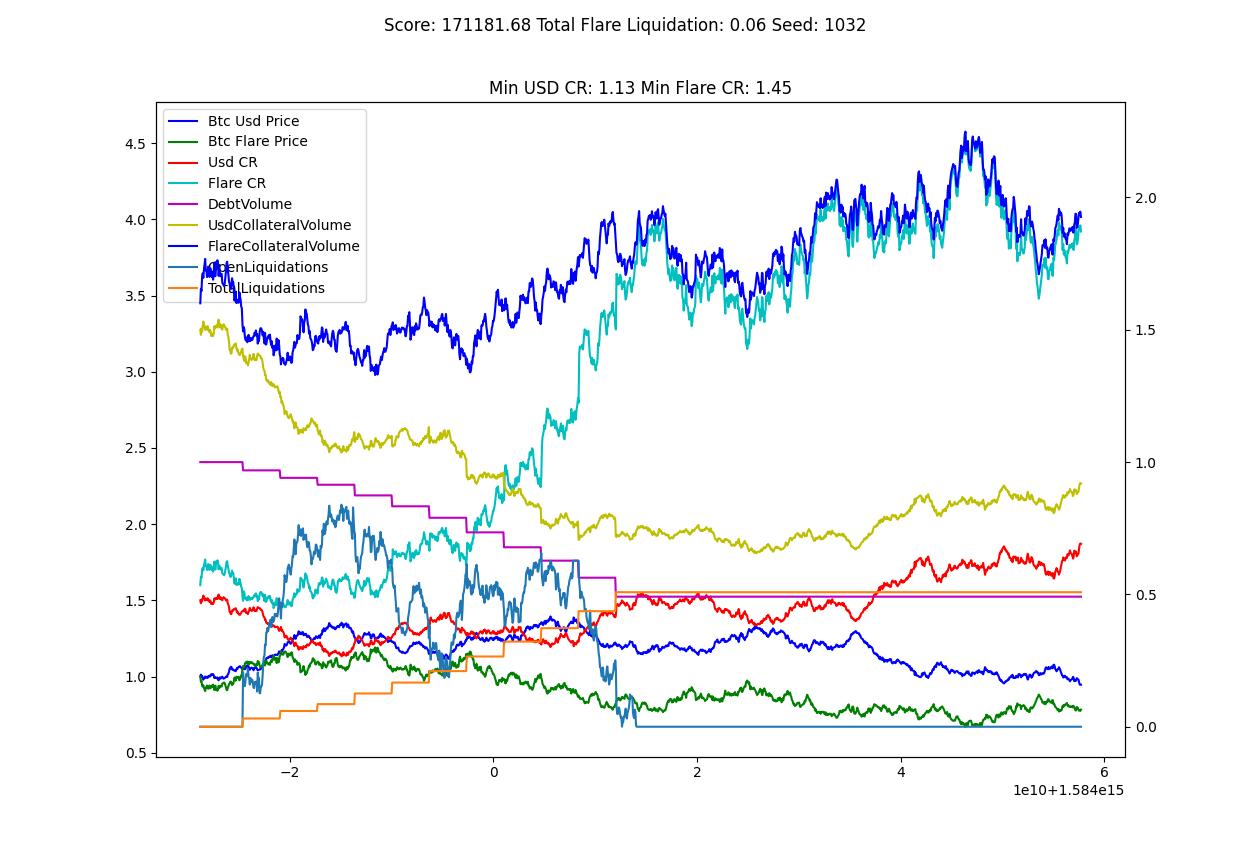 Score: 171181.68 Total Flare Liquidation: 0.06 Seed: 1032
Min USD CR: 1.13 Min Flare CR: 1.45
Btc Usd Price
Btc Flare Price
Usd CR
Flare CR
DebtVolume
UsdCollateralVolume
FlareCollateralVolume
OpenLiquidations
TotalLiquidations
4.5
4.0
3.5
3.0
2.5
2.0
1.5
1.0
0.5
2.0
1.5
1.0
0.5
0.0
−2 0 2 4 6
1e10+1.584e15